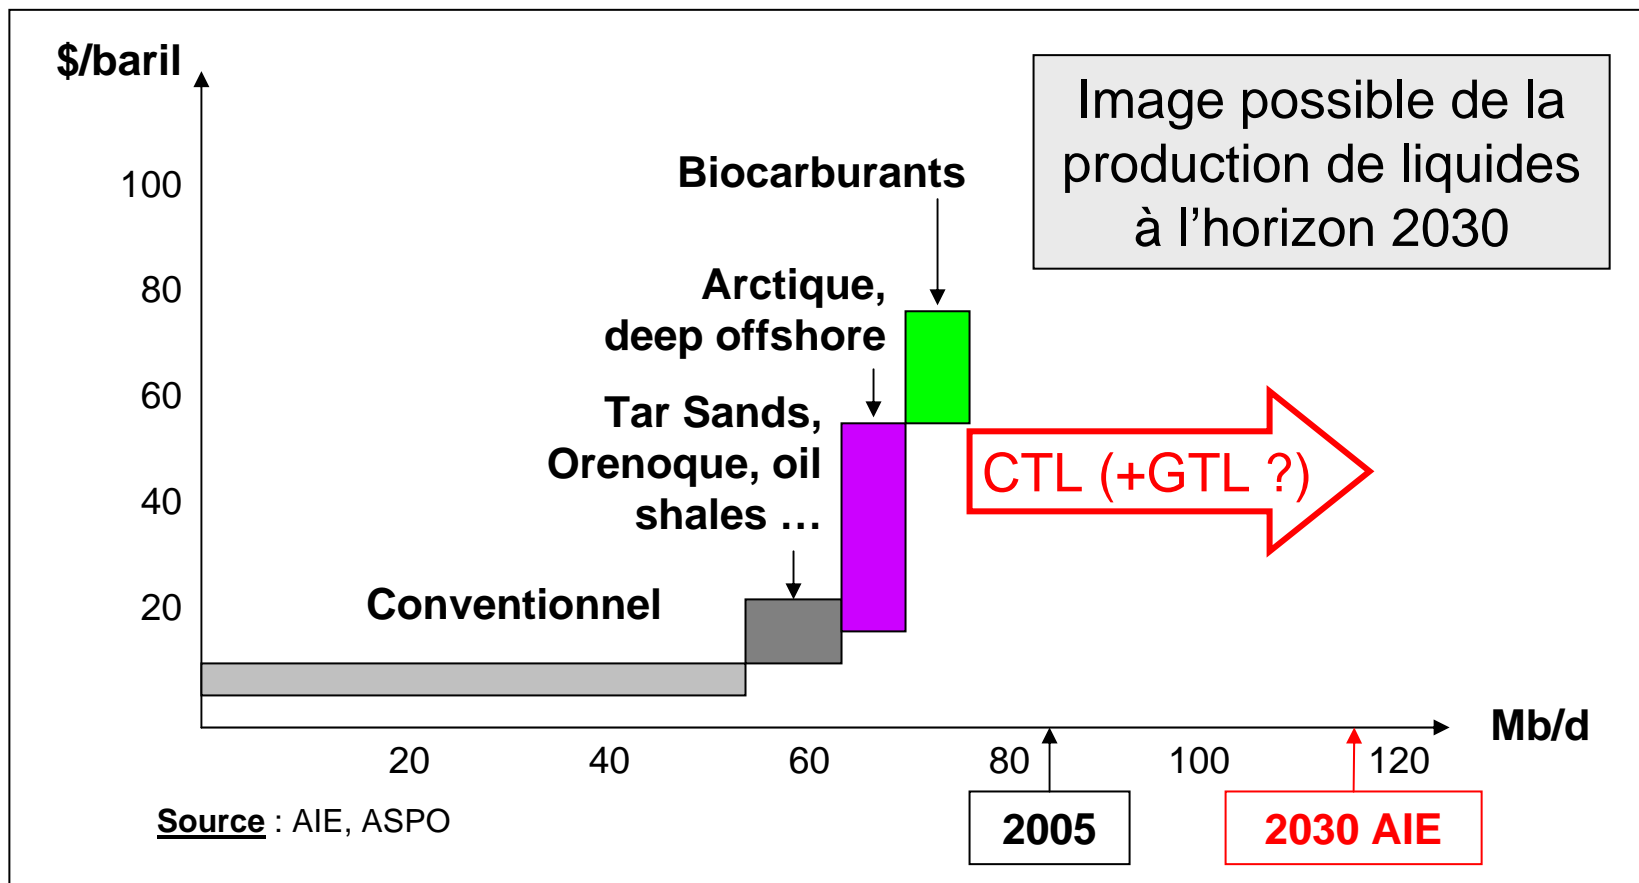 $/baril
Image possible de la
production de liquides
à l'horizon 2030
100
80
60
40
20
Biocarburants
Arctique,
deep offshore
Tar Sands,
Orenoque, oil
shales …
Conventionnel
CTL (+GTL ?)
Mb/d
20 40 60 80 100 120
Source : AIE, ASPO
2005
2030 AIE